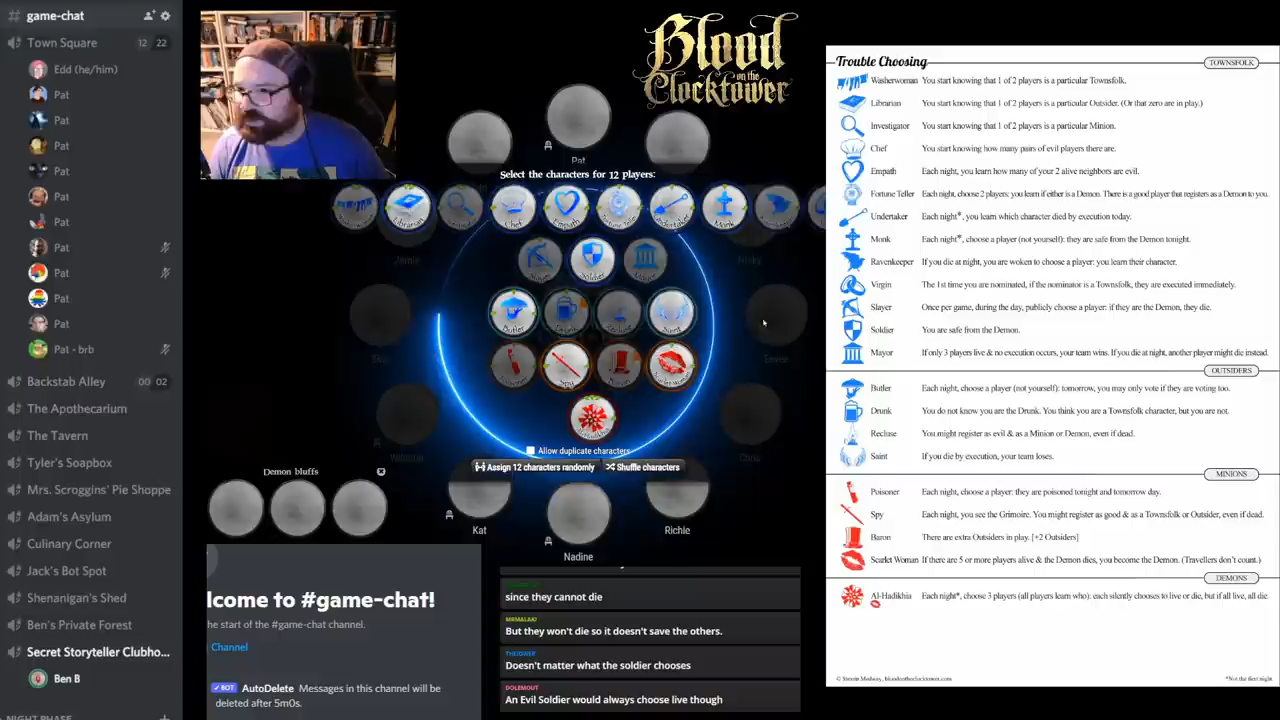 # game-chat
Town Square 12 22
Ben (he/him)
Pat
Pat
Pat
Pat
Pat
Pat
Pat
Pat
Pat
Pat
Pat - brb
Backstab Alley 00 02
The Apothecarium
The Tavern
Tyler's Soapbox
Mrs. Scroggins' Pie Shoppe
Adam's Asylum
Culinary Corner
Jack's Box Spot
Shenanigan's Shed
Ben's Private Forest
Secret Storyteller Clubho...
Ben B
NIGHT PHASE
Blood
on the
Clocktower
Pat
Select the characters for 12 players:
Jamie
Chris
Kat
Nadine
Richie
Allow duplicate characters
Assign 12 characters randomly
Shuffle characters
Demon bluffs
lcome to #game-chat!
he start of the #game-chat channel.
Channel
BOT AutoDelete Messages in this channel will be
deleted after 5m0s.
since they cannot die
But they won't die so it doesn't save the others.
Doesn't matter what the soldier chooses
DOLEMOUT
An Evil Soldier would always choose live though
Trouble Choosing
TOWNSFOLK
Washerwoman You start knowing that 1 of 2 players is a particular Townsfolk.
Librarian You start knowing that 1 of 2 players is a particular Outsider. (Or that zero are in play.)
Investigator You start knowing that 1 of 2 players is a particular Minion.
Chef You start knowing how many pairs of evil players there are.
Empath Each night, you learn how many of your 2 alive neighbors are evil.
Fortune Teller Each night, choose 2 players: you learn if either is a Demon. There is a good player that registers as a Demon to you.
Undertaker Each night*, you learn which character died by execution today.
Monk Each night*, choose a player (not yourself): they are safe from the Demon tonight.
Ravenkeeper If you die at night, you are woken to choose a player: you learn their character.
Virgin The 1st time you are nominated, if the nominator is a Townsfolk, they are executed immediately.
Slayer Once per game, during the day, publicly choose a player: if they are the Demon, they die.
Soldier You are safe from the Demon.
Mayor If only 3 players live & no execution occurs, your team wins. If you die at night, another player might die instead.
OUTSIDERS
Butler Each night, choose a player (not yourself): tomorrow, you may only vote if they are voting too.
Drunk You do not know you are the Drunk. You think you are a Townsfolk character, but you are not.
Recluse You might register as evil & as a Minion or Demon, even if dead.
Saint If you die by execution, your team loses.
MINIONS
Poisoner Each night, choose a player: they are poisoned tonight and tomorrow day.
Spy Each night, you see the Grimoire. You might register as good & as a Townsfolk or Outsider, even if dead.
Baron There are extra Outsiders in play. [+2 Outsiders]
Scarlet Woman If there are 5 or more players alive & the Demon dies, you become the Demon. (Travellers don't count.)
DEMONS
Al-Hadikhia Each night*, choose 3 players (all players learn who): each silently chooses to live or die, but if all live, all die.
© Steven Medway, bloodontheclocktower.com
*Not the first night